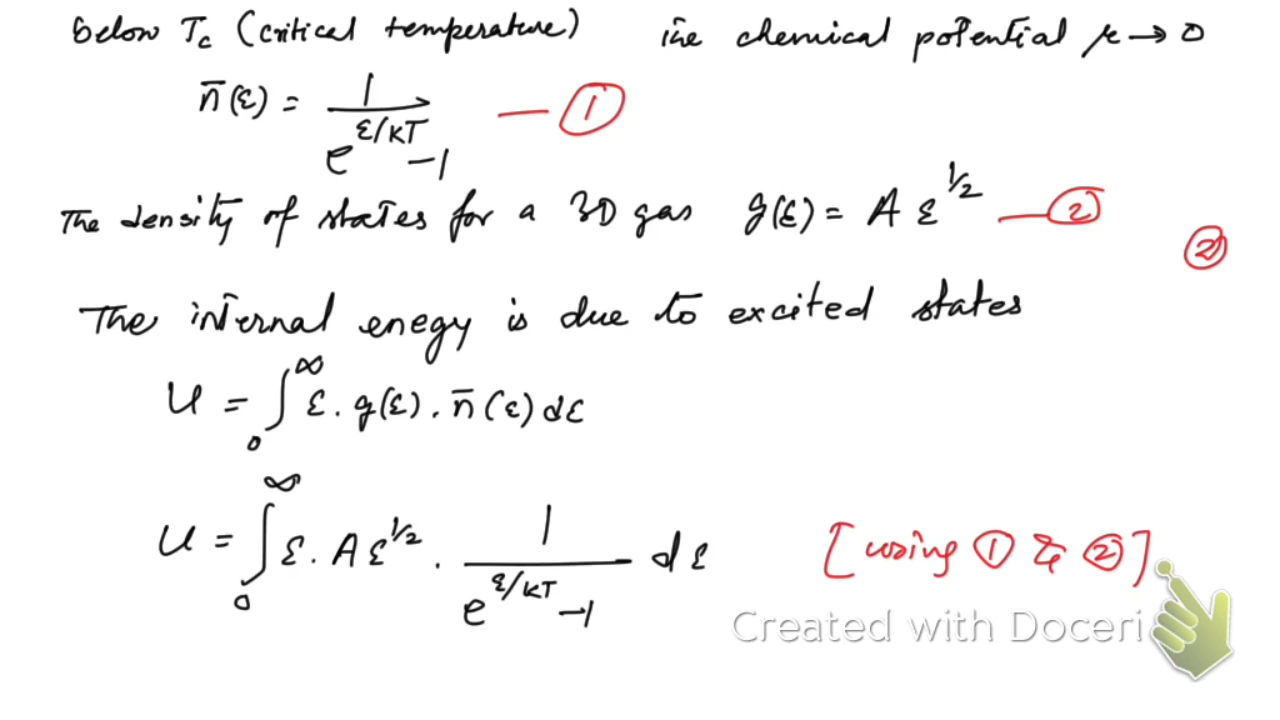 below Tc (critical temperature) the chemical potential μ → 0
n̄(ε) = 1 / (e^(ε/kT) − 1) — ①
The density of states for a 3D gas g(ε) = A ε^(1/2) — ②
②
The internal enegy is due to excited states
U = ∫₀^∞ ε. g(ε). n̄(ε) dε
U = ∫₀^∞ ε. A ε^(1/2) . 1 / (e^(ε/kT) − 1) dε [using ① & ②]
Created with Doceri